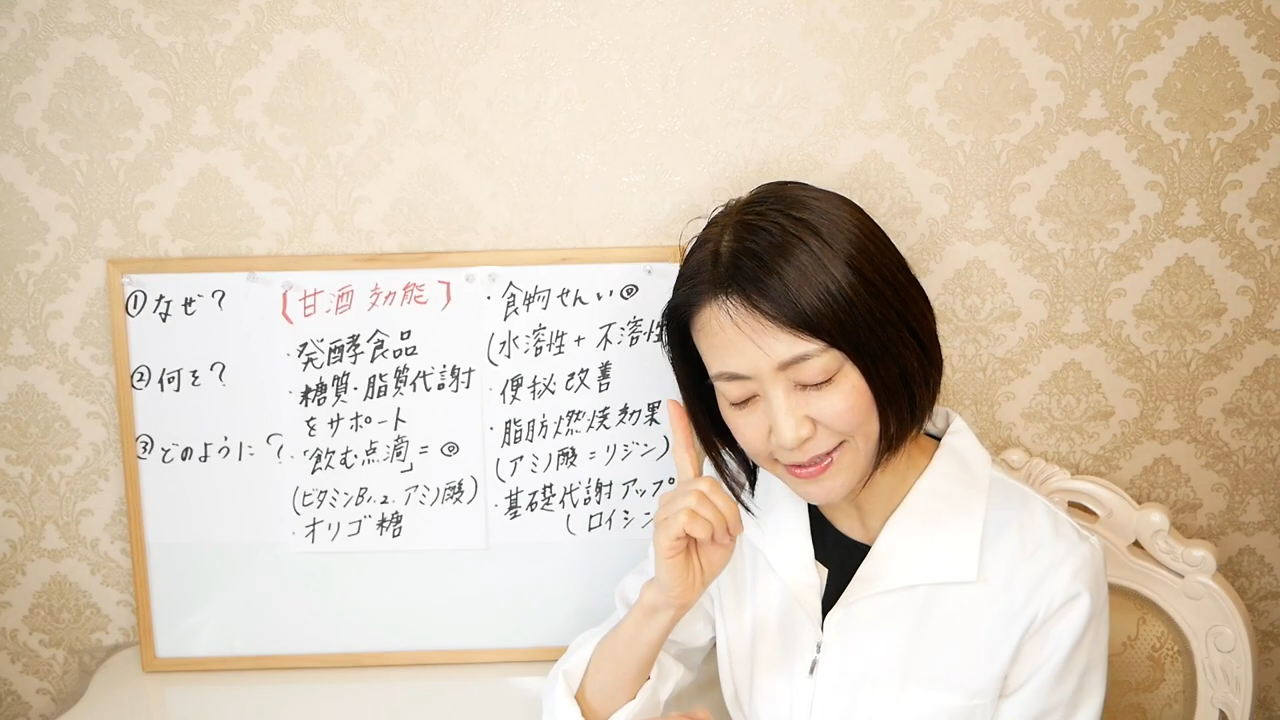 ①なぜ?
②何を?
③どのように?
【甘酒 効能】
・発酵食品
・糖質・脂質代謝
をサポート
・「飲む点滴」=◎
(ビタミンB1.2.アミノ酸)
・オリゴ糖
・食物せんい◎
(水溶性+不溶性
・便秘改善
・脂肪燃焼効果
(アミノ酸=リジン)
・基礎代謝アップ
(ロイシン